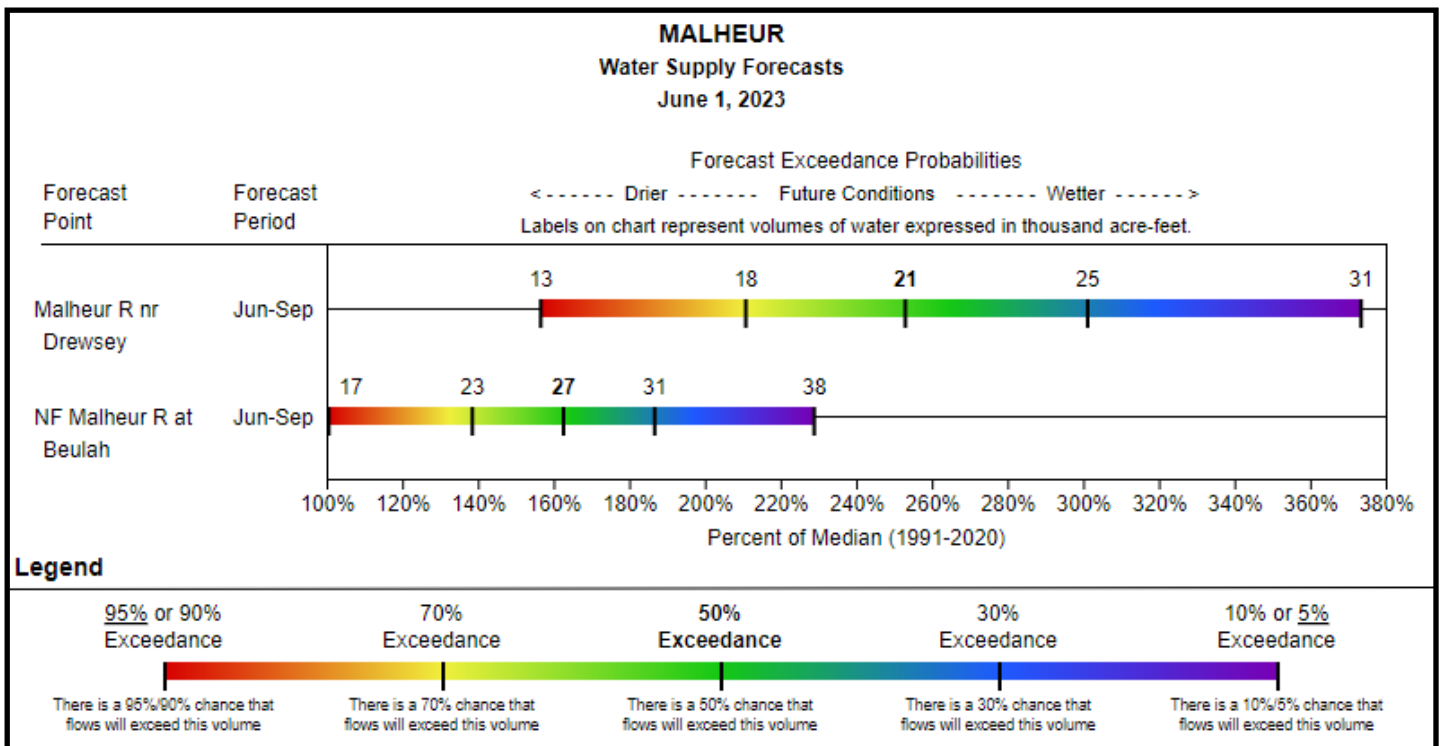 MALHEUR
Water Supply Forecasts
June 1, 2023
Forecast Exceedance Probabilities
Forecast Point
Forecast Period
<------ Drier ------- Future Conditions ------- Wetter ------>
Labels on chart represent volumes of water expressed in thousand acre-feet.
13 18 21 25 31
Malheur R nr
Drewsey
Jun-Sep
17 23 27 31 38
NF Malheur R at
Beulah
Jun-Sep
100% 120% 140% 160% 180% 200% 220% 240% 260% 280% 300% 320% 340% 360% 380%
Percent of Median (1991-2020)
Legend
95% or 90%
Exceedance
70%
Exceedance
50%
Exceedance
30%
Exceedance
10% or 5%
Exceedance
There is a 95%/90% chance that
flows will exceed this volume
There is a 70% chance that
flows will exceed this volume
There is a 50% chance that
flows will exceed this volume
There is a 30% chance that
flows will exceed this volume
There is a 10%/5% chance that
flows will exceed this volume